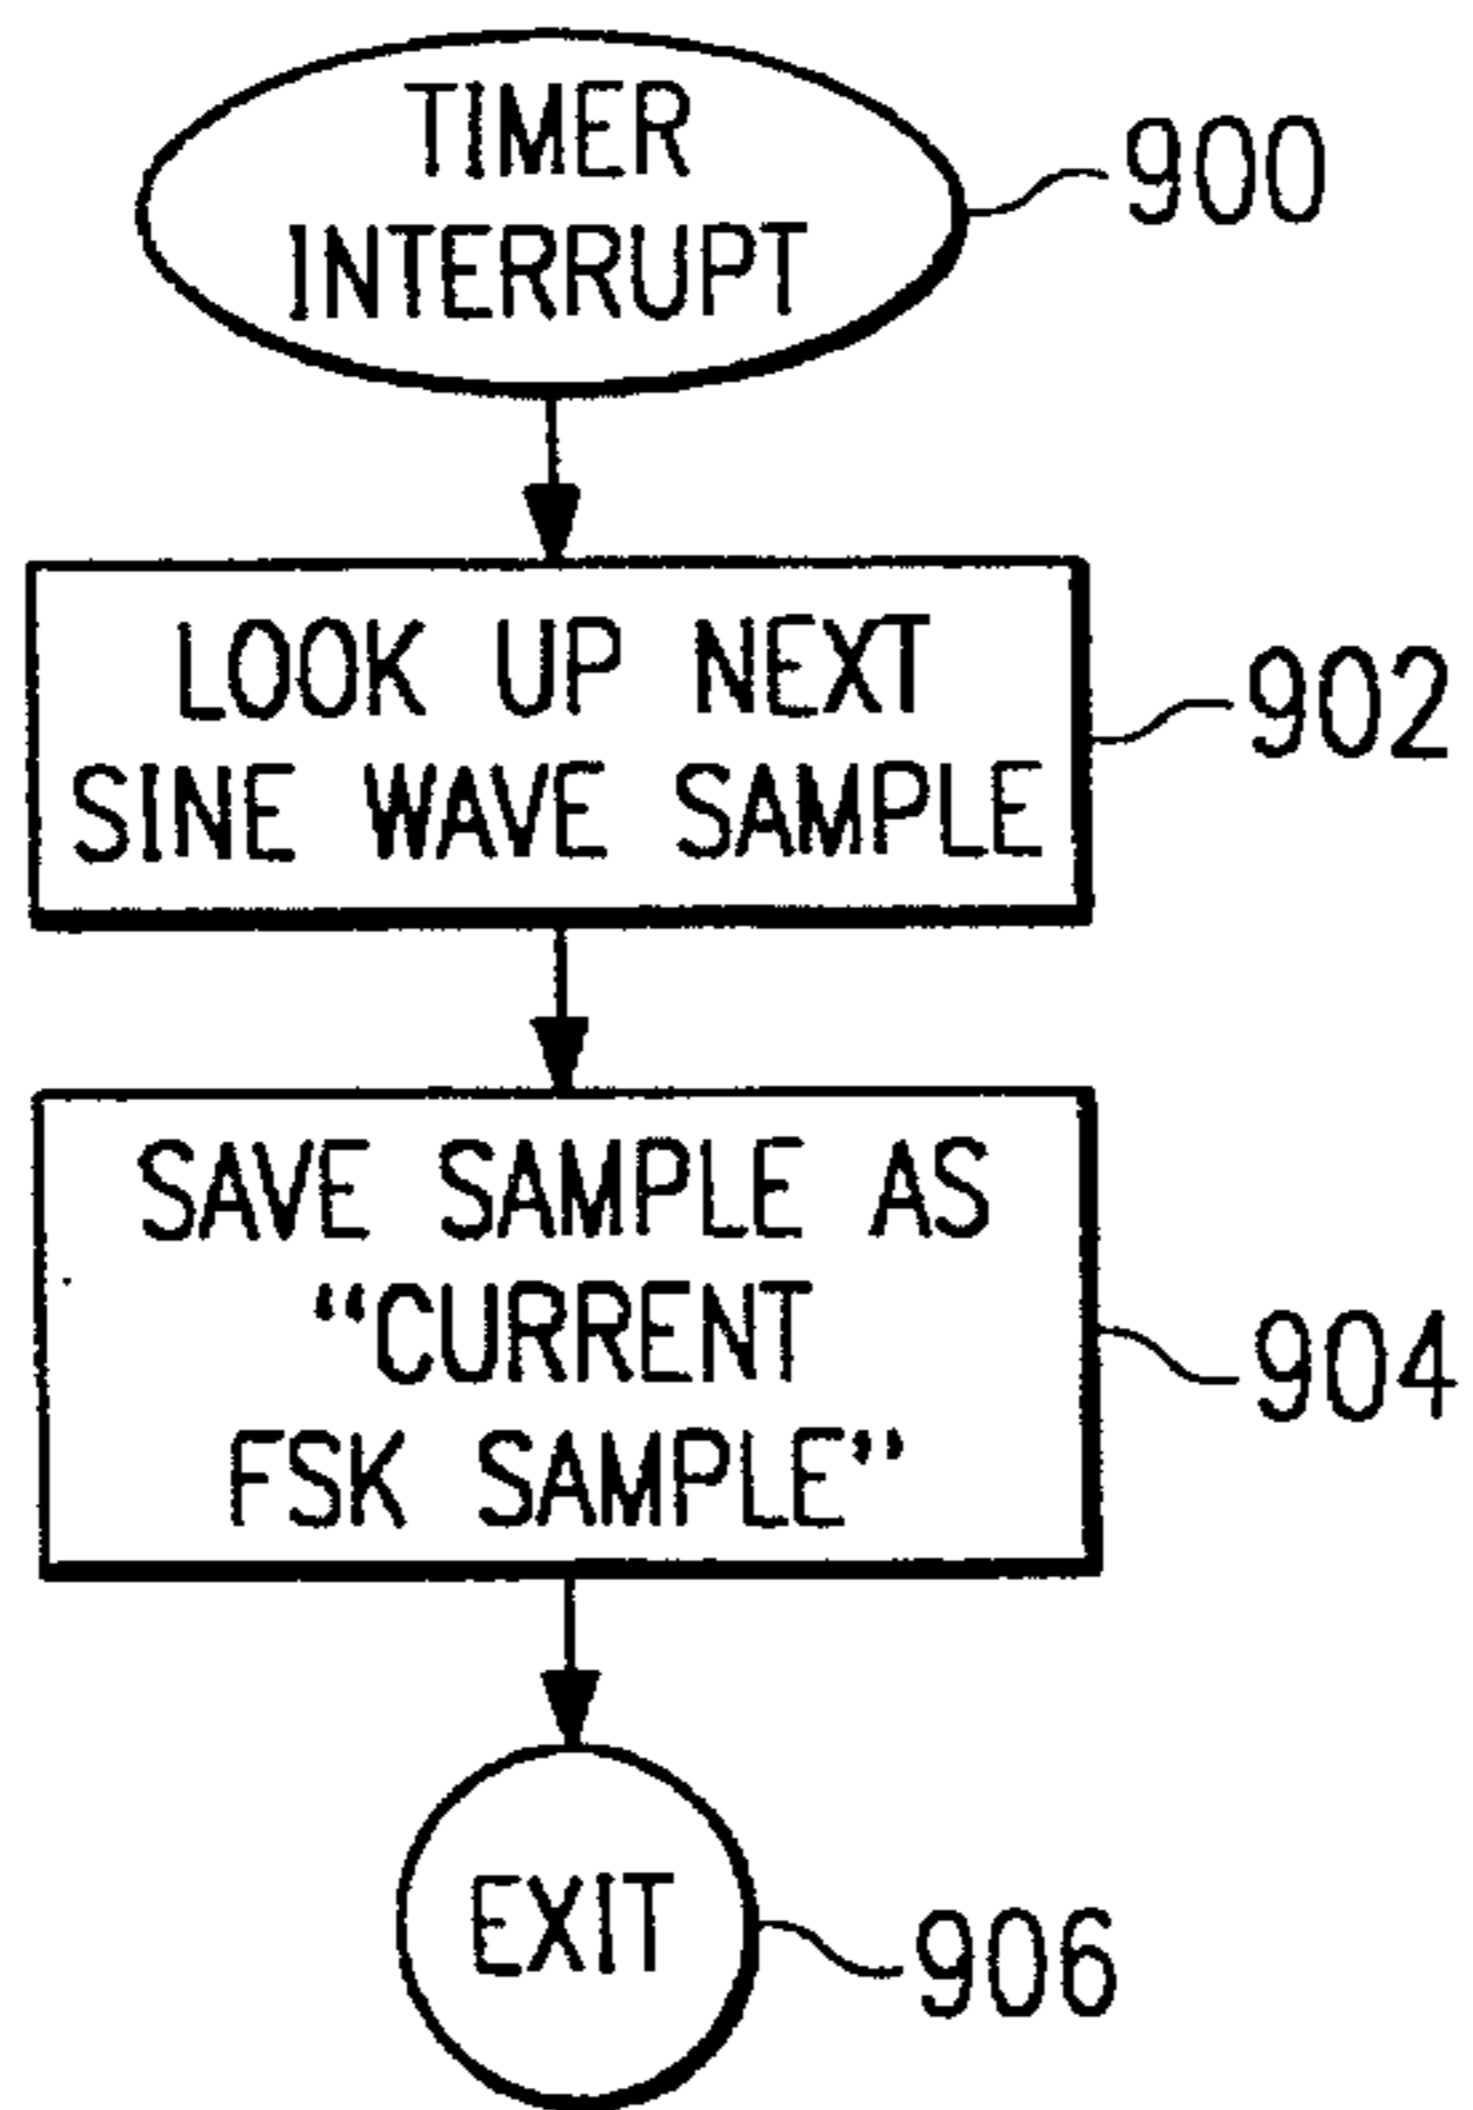 TIMER
INTERRUPT
900
LOOK UP NEXT
SINE WAVE SAMPLE
902
SAVE SAMPLE AS
“CURRENT
FSK SAMPLE”
904
EXIT
906